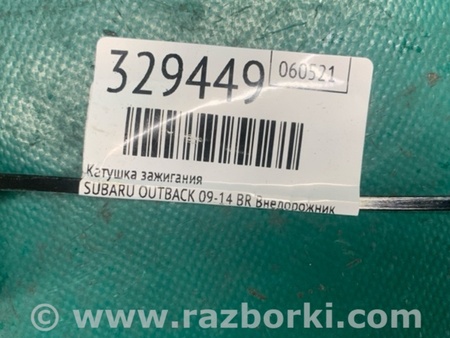 329449 060521
Катушка зажигания
SUBARU OUTBACK 09-14 BR Внедорожник
© www.razborki.com